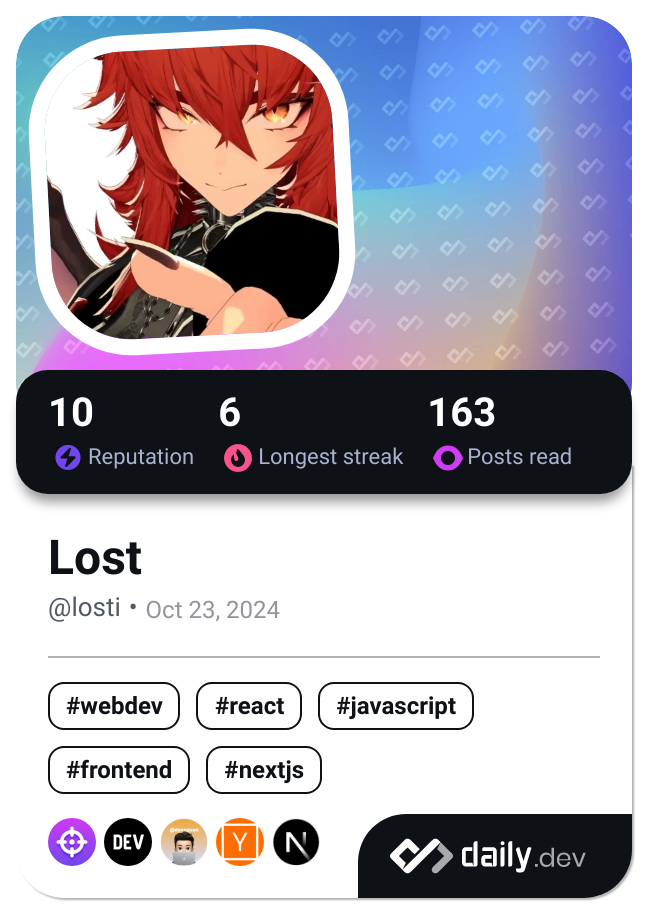 10 6 163
Reputation Longest streak Posts read
Lost
@losti • Oct 23, 2024
#webdev #react #javascript
#frontend #nextjs
DEV Y N
daily.dev